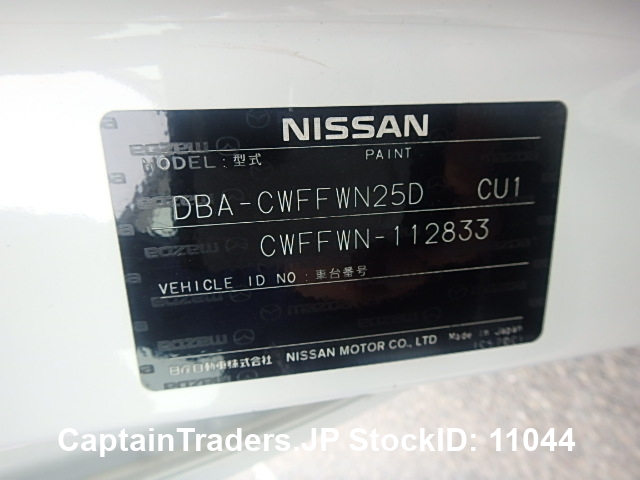 NISSAN
MODEL: 型式 PAINT
DBA-CWFFWN25D CU1
CWFFWN-112833
VEHICLE ID NO: 車台番号
Made in Japan
日産自動車株式会社 NISSAN MOTOR CO., LTD
CaptainTraders.JP StockID: 11044